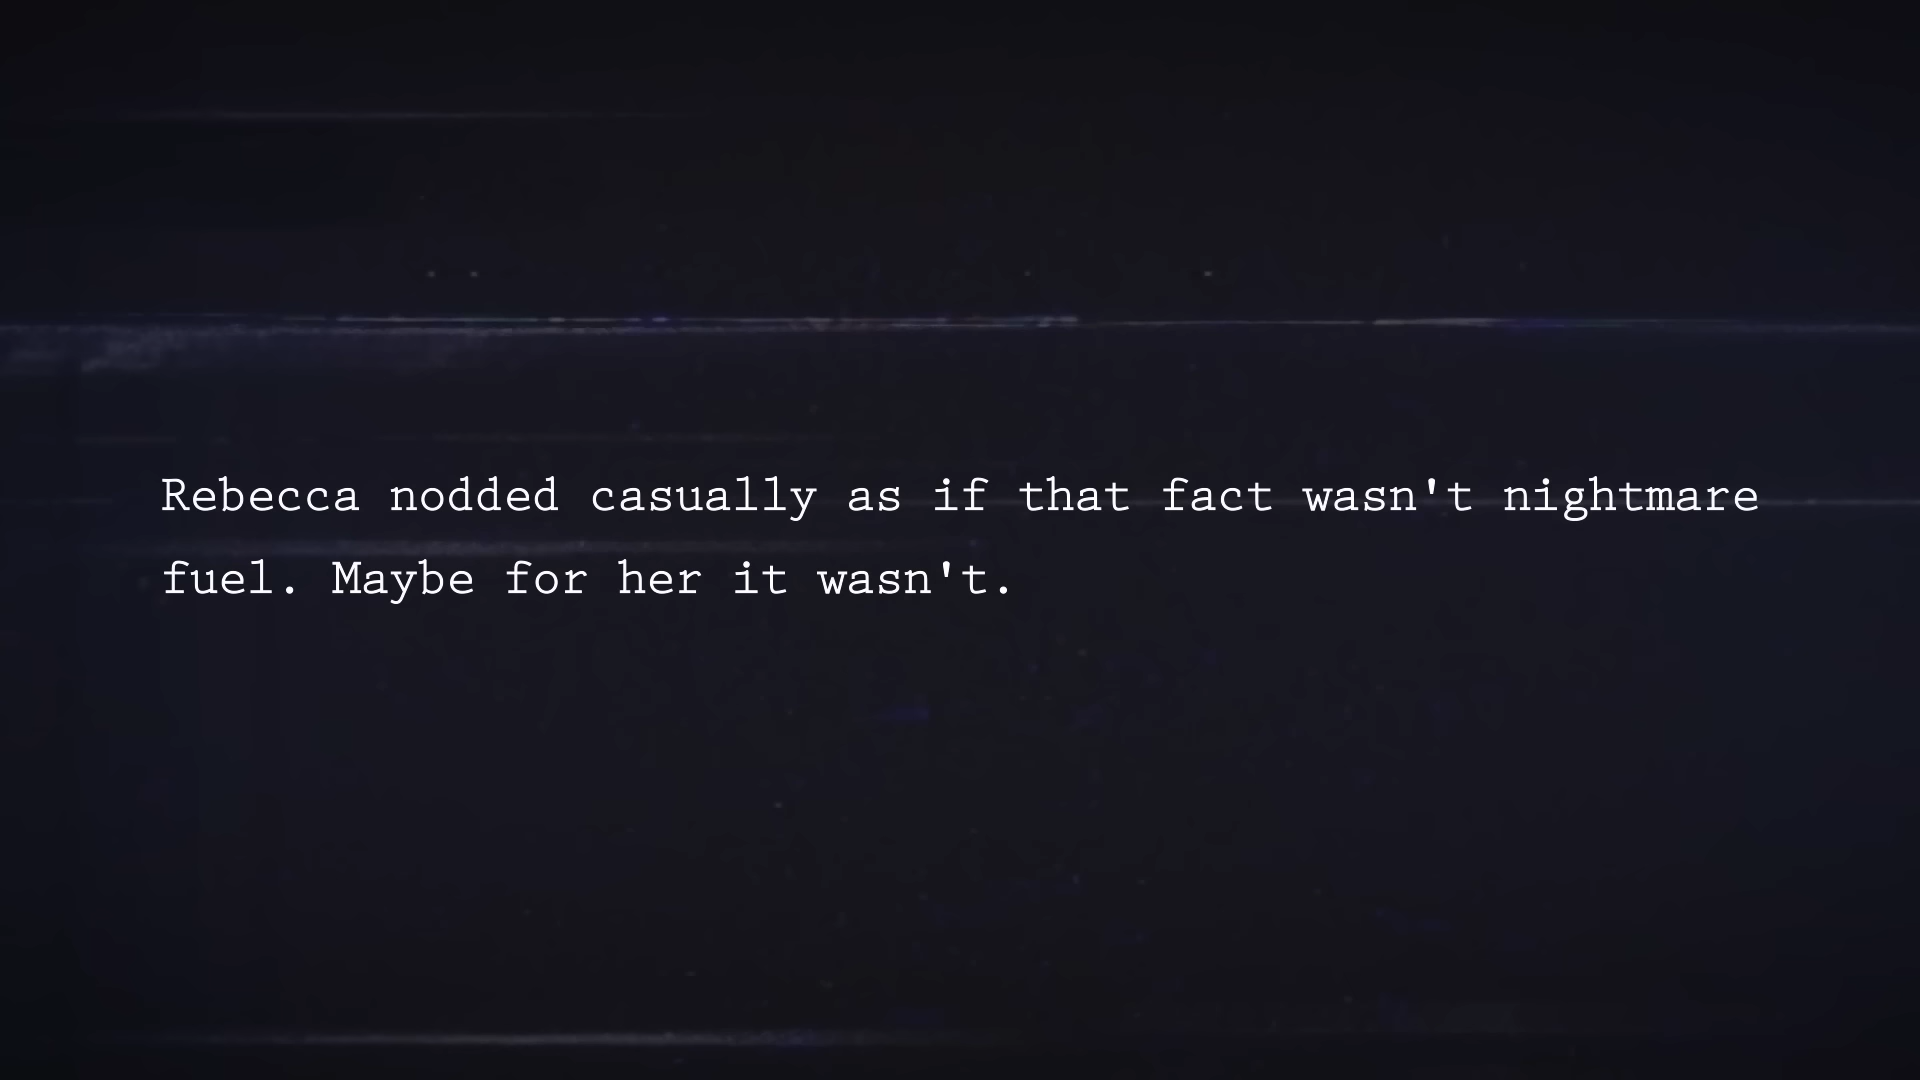 Rebecca nodded casually as if that fact wasn't nightmare
fuel. Maybe for her it wasn't.